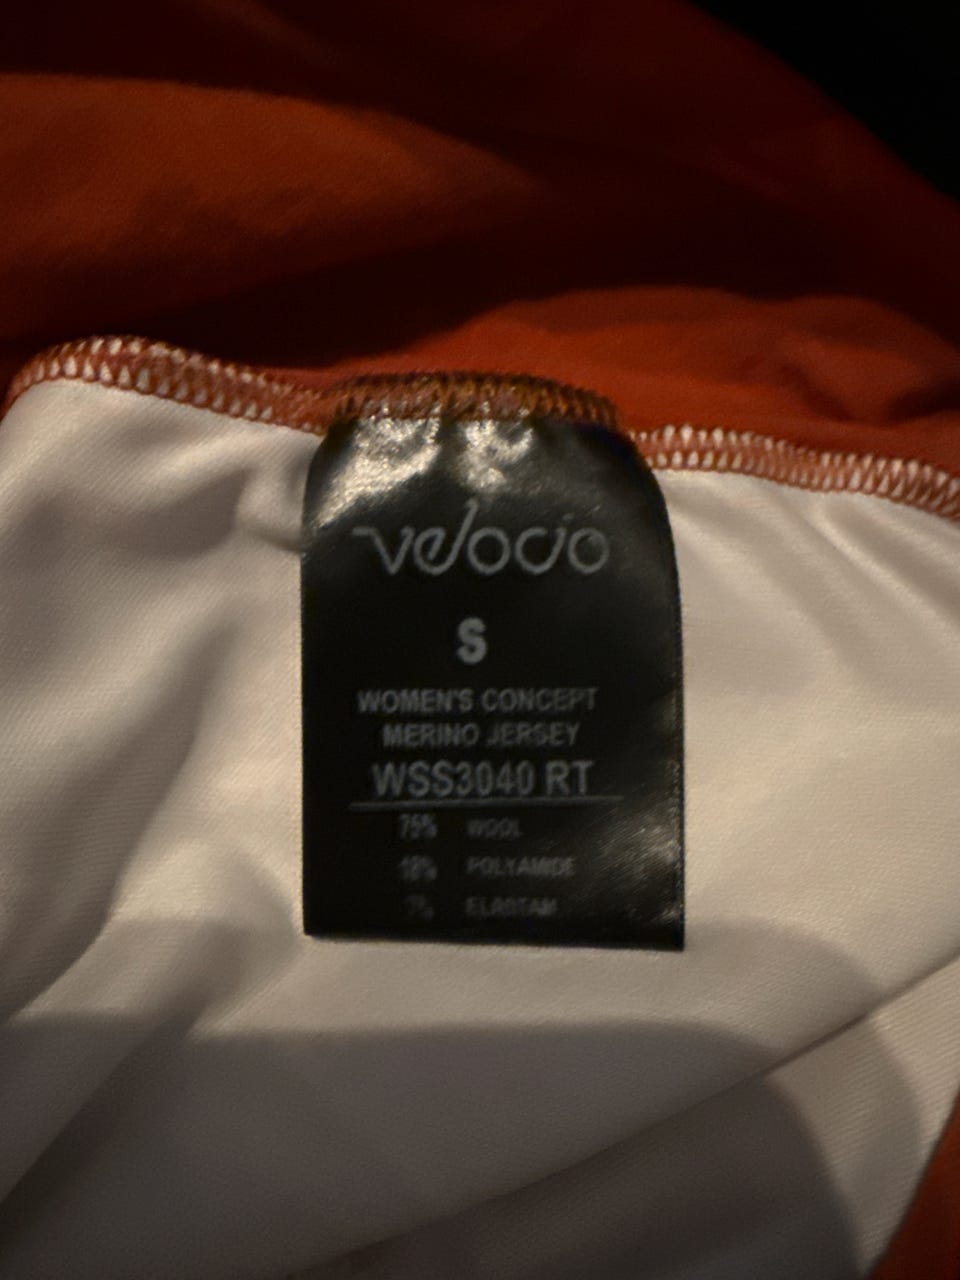 velocio
S
WOMEN'S CONCEPT
MERINO JERSEY
WSS3040 RT
75% WOOL
18% POLYAMIDE
7% ELASTAN